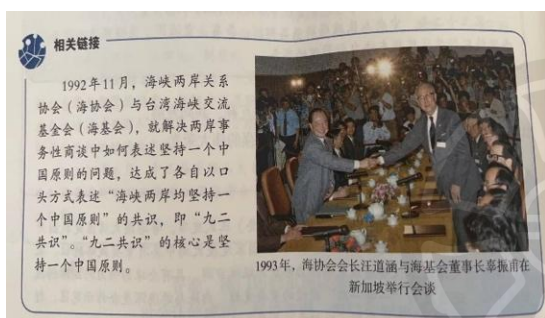 相关链接
1992年11月，海峡两岸关系
协会（海协会）与台湾海峡交流
基金会（海基会），就解决两岸事
务性商谈中如何表述坚持一个中
国原则的问题，达成了各自以口
头方式表述“海峡两岸均坚持一
个中国原则”的共识，即“九二
共识”。“九二共识”的核心是坚
持一个中国原则。
1993年，海协会会长汪道涵与海基会董事长辜振甫在
新加坡举行会谈